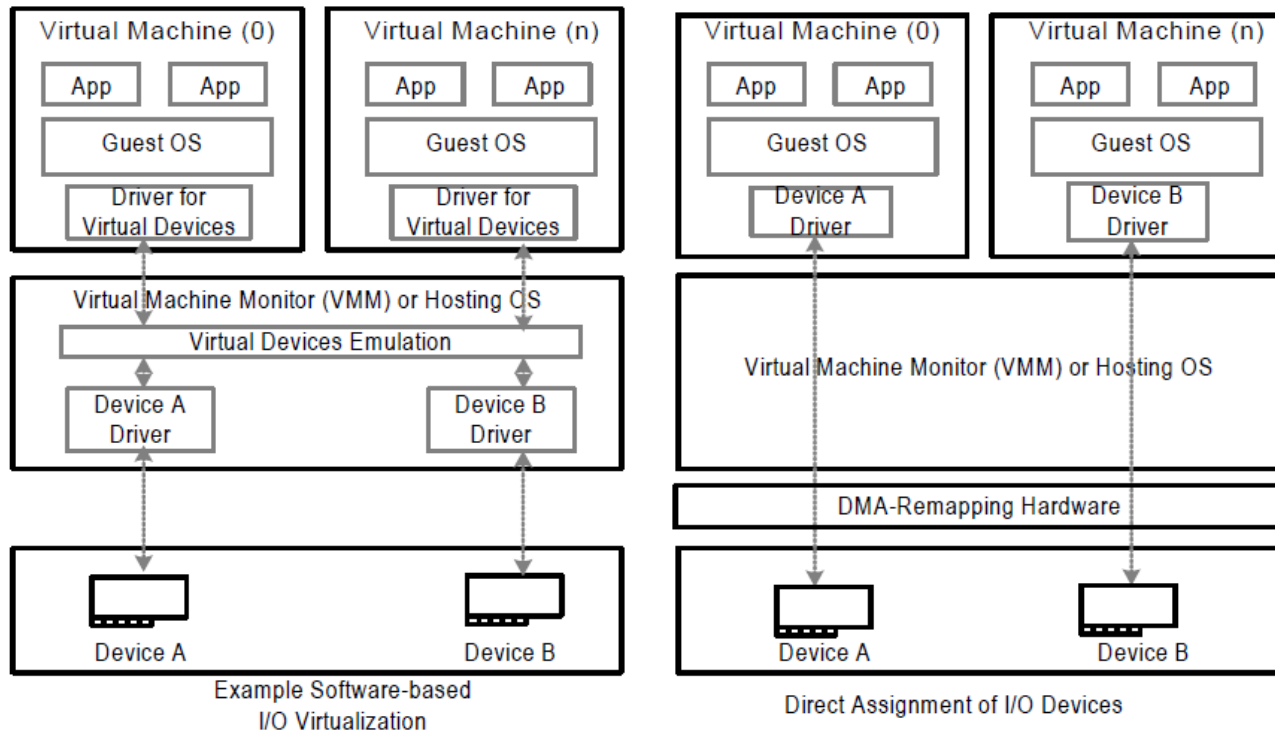 Virtual Machine (0)
App
App
Guest OS
Driver for
Virtual Devices
Virtual Machine (n)
App
App
Guest OS
Driver for
Virtual Devices
Virtual Machine Monitor (VMM) or Hosting OS
Virtual Devices Emulation
Device A
Driver
Device B
Driver
Device A
Device B
Example Software-based
I/O Virtualization
Virtual Machine (0)
App
App
Guest OS
Device A
Driver
Virtual Machine (n)
App
App
Guest OS
Device B
Driver
Virtual Machine Monitor (VMM) or Hosting OS
DMA-Remapping Hardware
Device A
Device B
Direct Assignment of I/O Devices